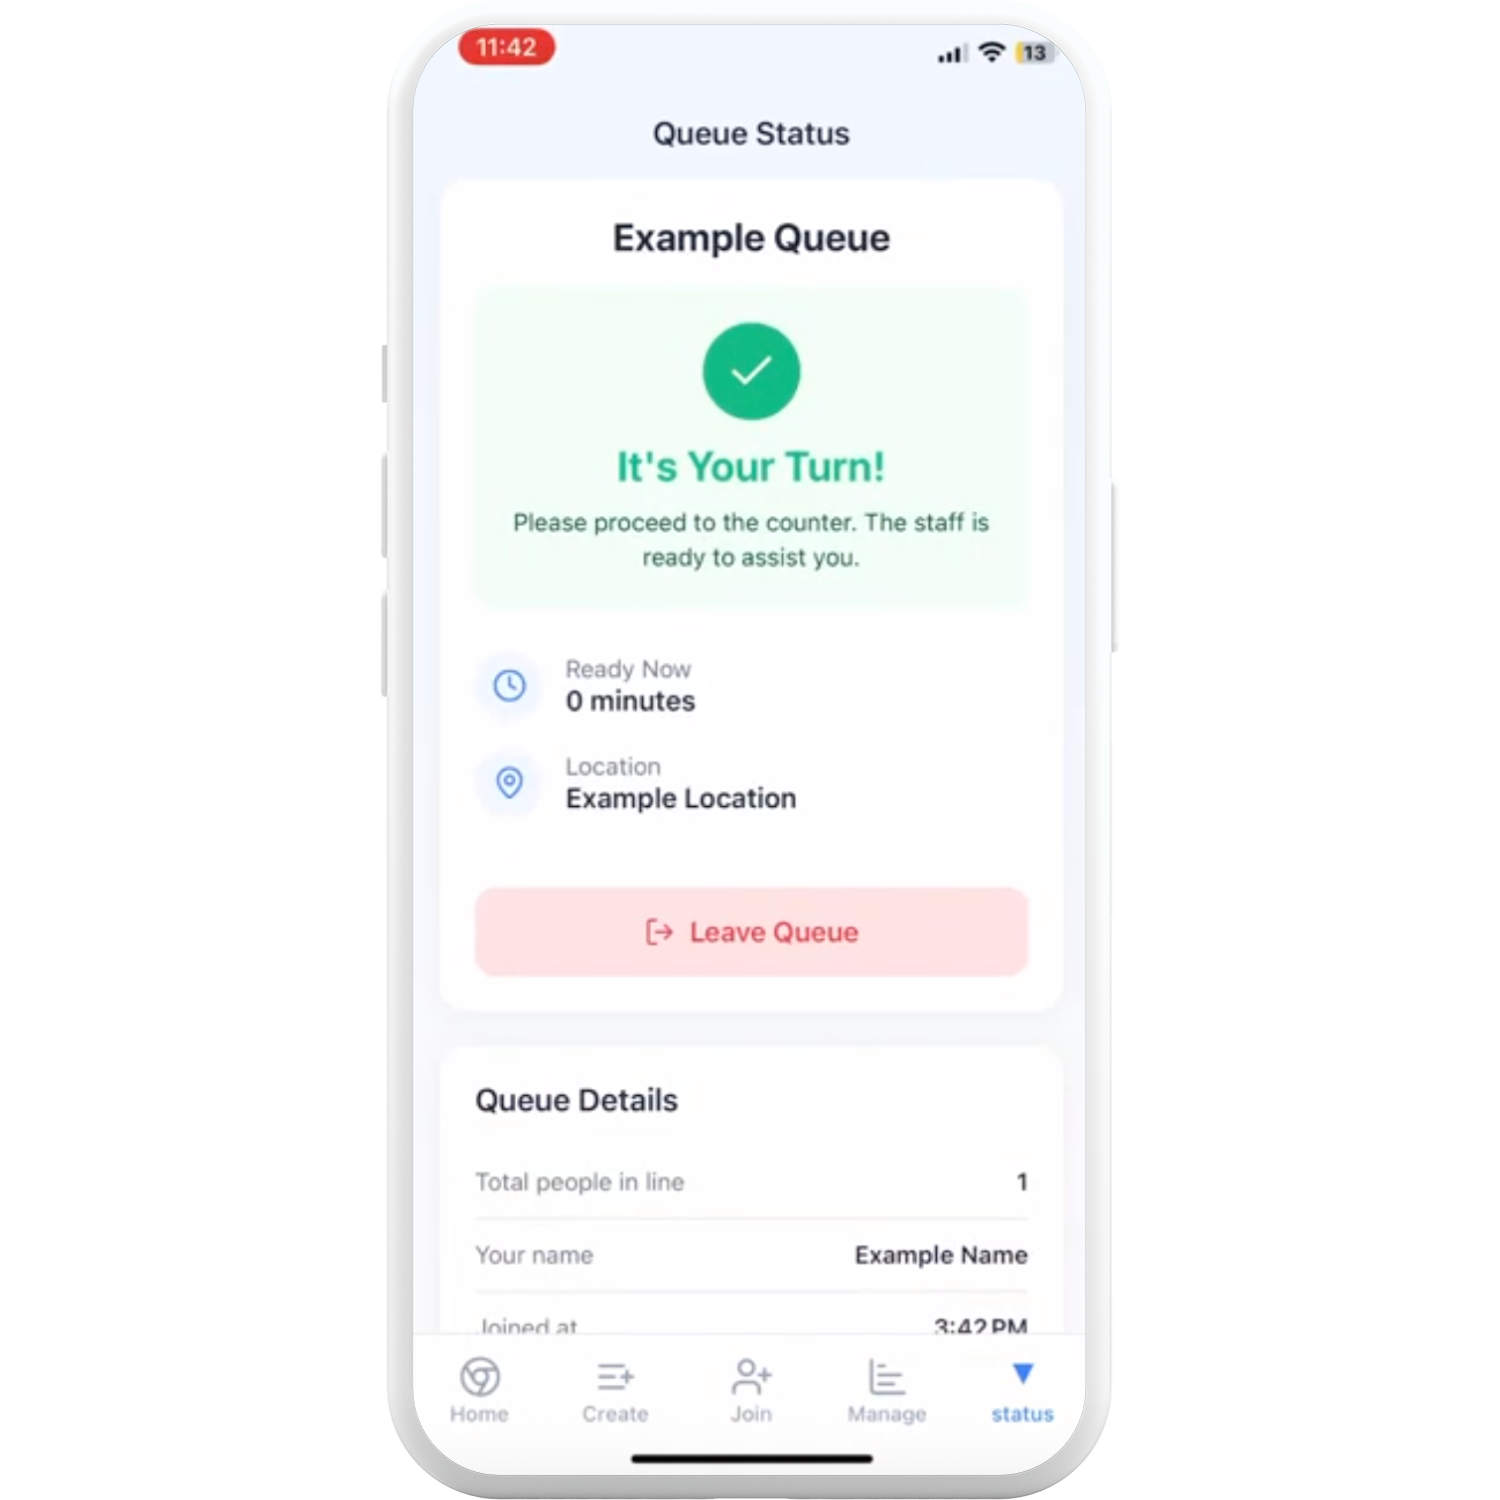 11:42
13
Queue Status
Example Queue
It's Your Turn!
Please proceed to the counter. The staff is
ready to assist you.
Ready Now
0 minutes
Location
Example Location
Leave Queue
Queue Details
Total people in line 1
Your name Example Name
Joined at 3:42 PM
Home Create Join Manage status